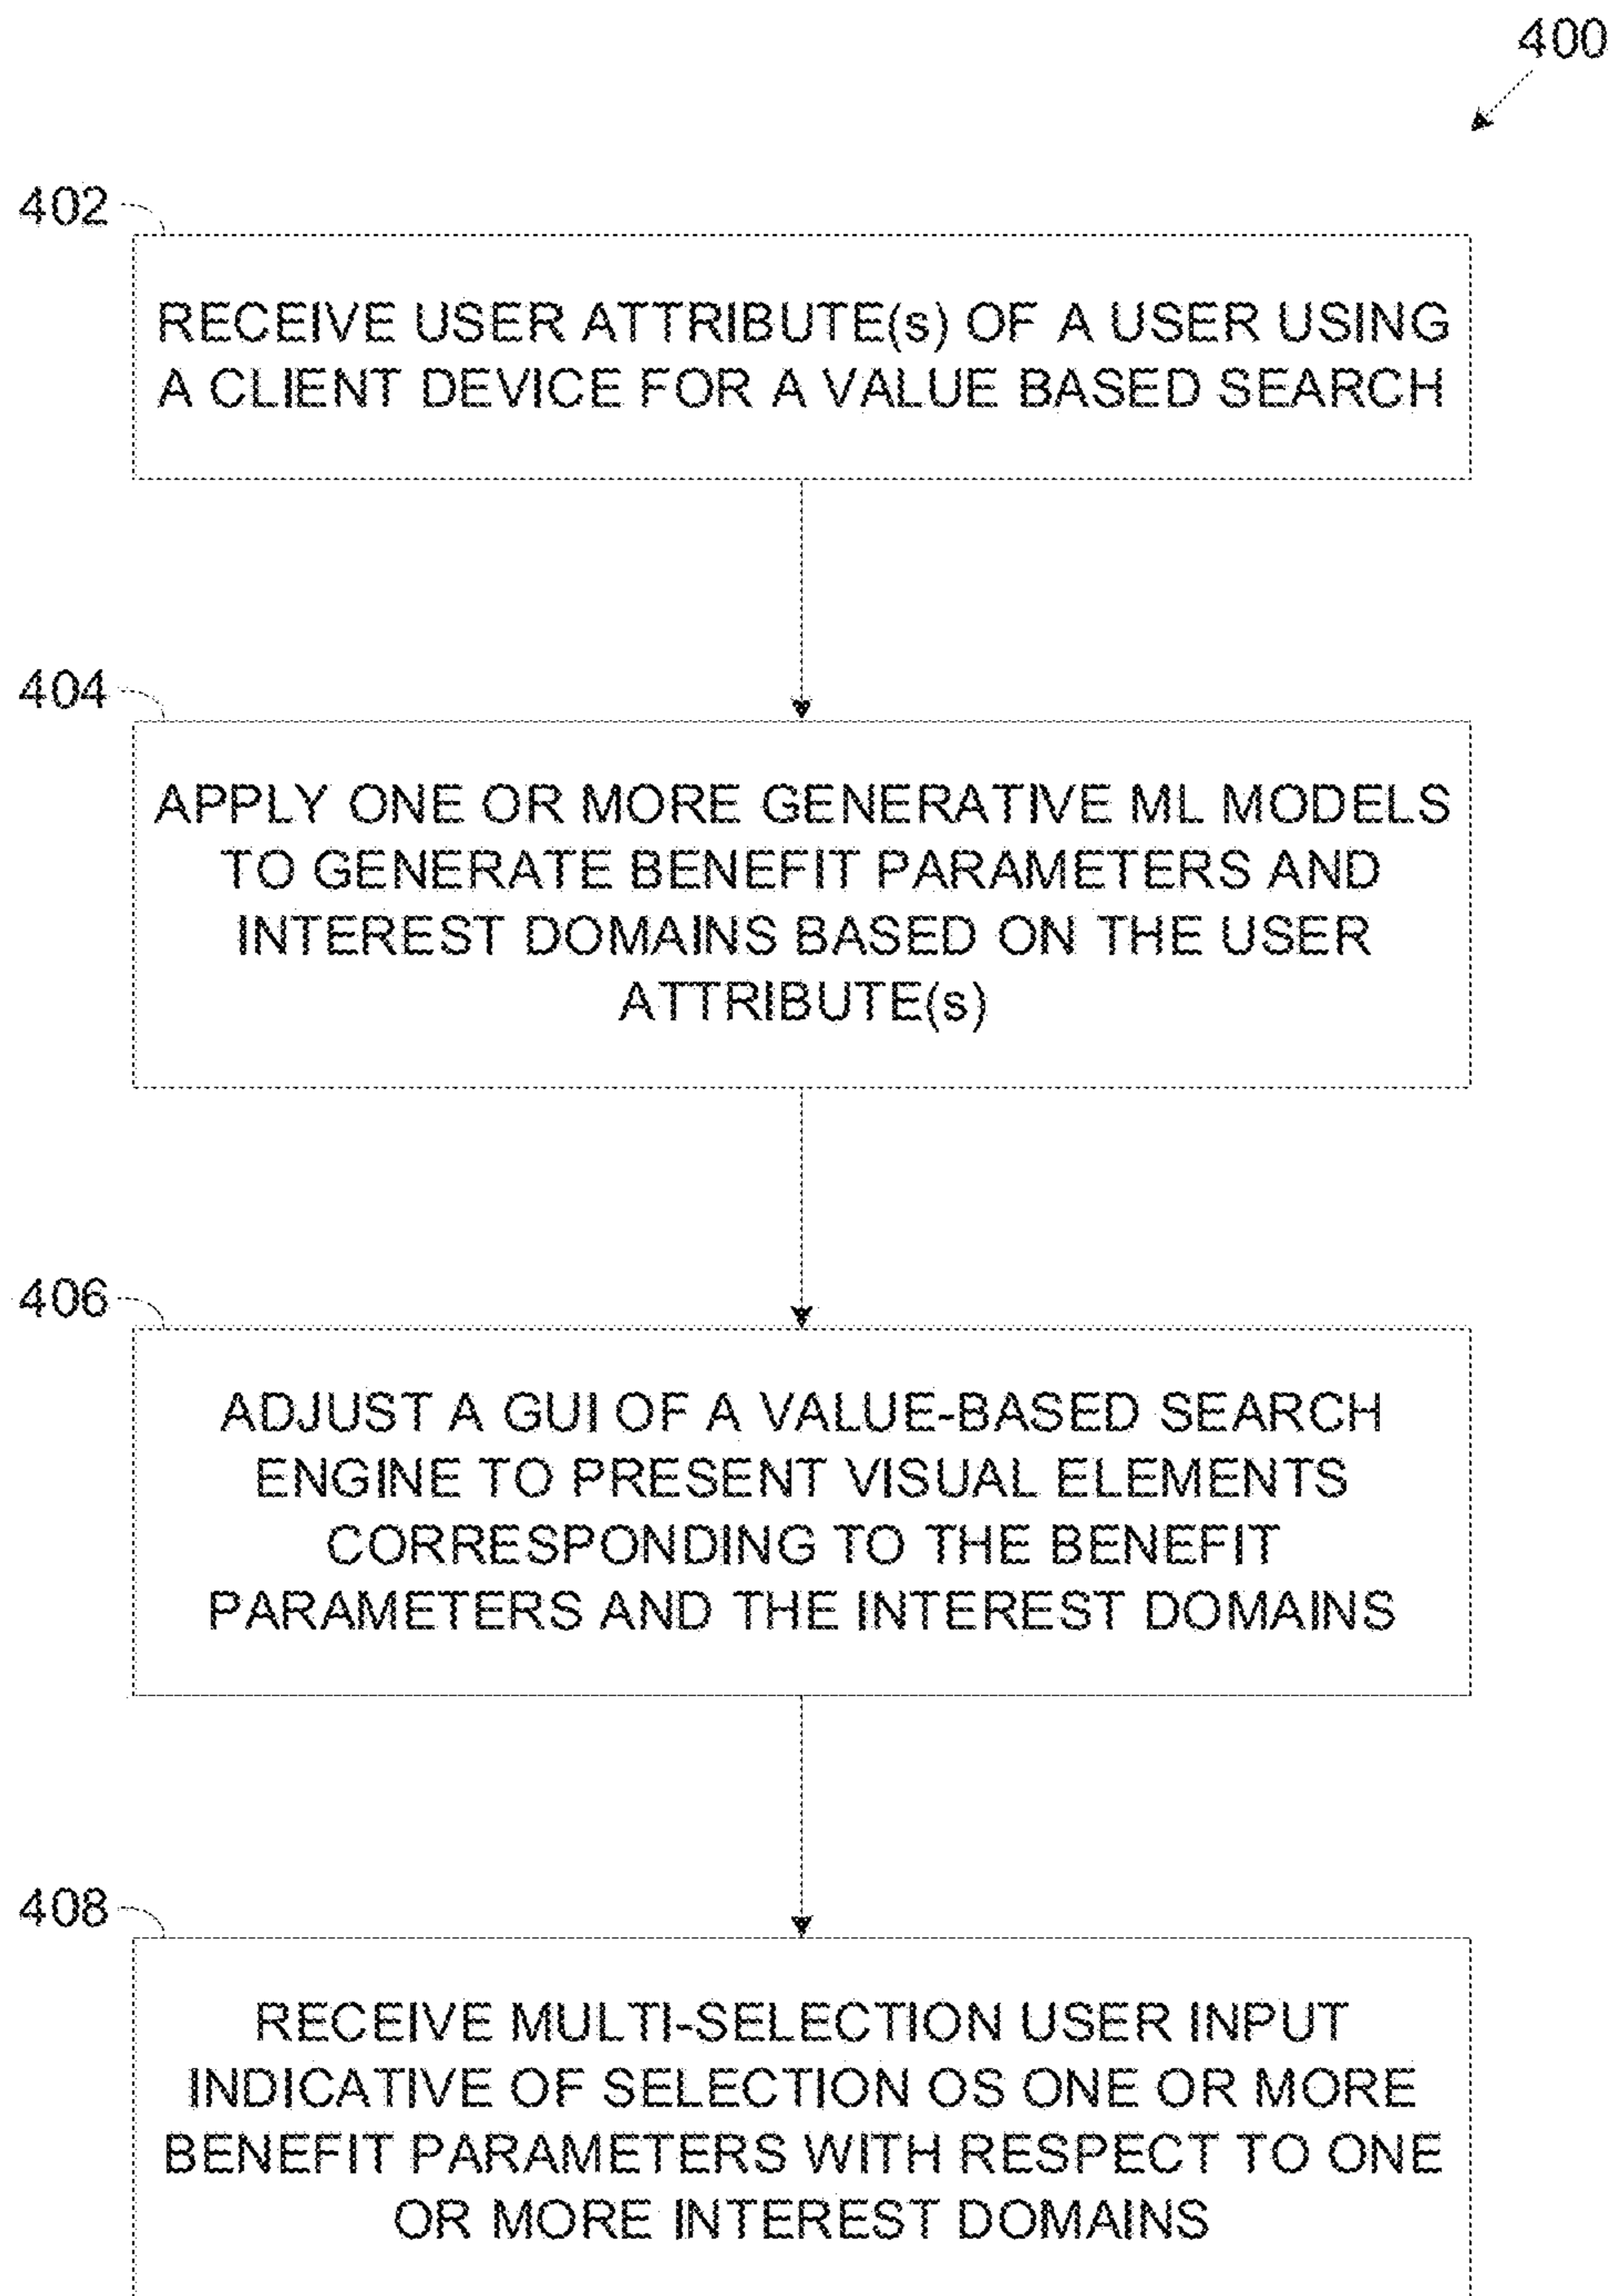 400
402
RECEIVE USER ATTRIBUTE(s) OF A USER USING
A CLIENT DEVICE FOR A VALUE BASED SEARCH
404
APPLY ONE OR MORE GENERATIVE ML MODELS
TO GENERATE BENEFIT PARAMETERS AND
INTEREST DOMAINS BASED ON THE USER
ATTRIBUTE(s)
406
ADJUST A GUI OF A VALUE-BASED SEARCH
ENGINE TO PRESENT VISUAL ELEMENTS
CORRESPONDING TO THE BENEFIT
PARAMETERS AND THE INTEREST DOMAINS
408
RECEIVE MULTI-SELECTION USER INPUT
INDICATIVE OF SELECTION OS ONE OR MORE
BENEFIT PARAMETERS WITH RESPECT TO ONE
OR MORE INTEREST DOMAINS